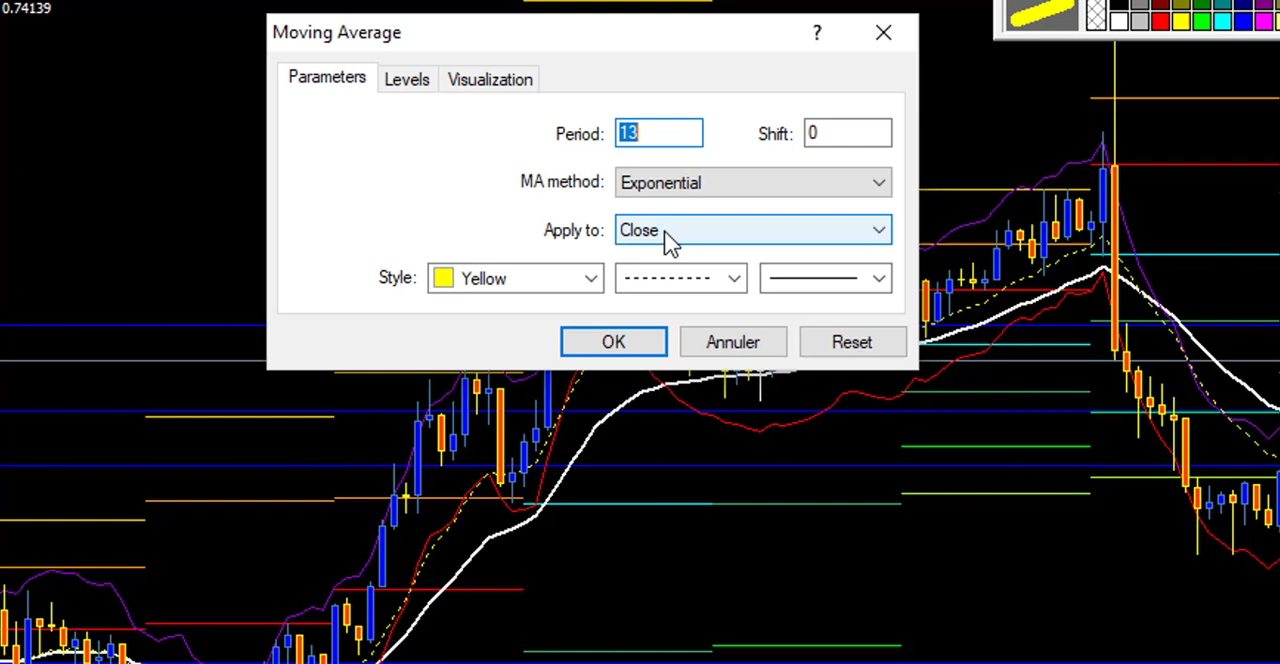 0.74139
Moving Average ?
Parameters Levels Visualization
Period: 13 Shift: 0
MA method: Exponential
Apply to: Close
Style: Yellow
OK Annuler Reset